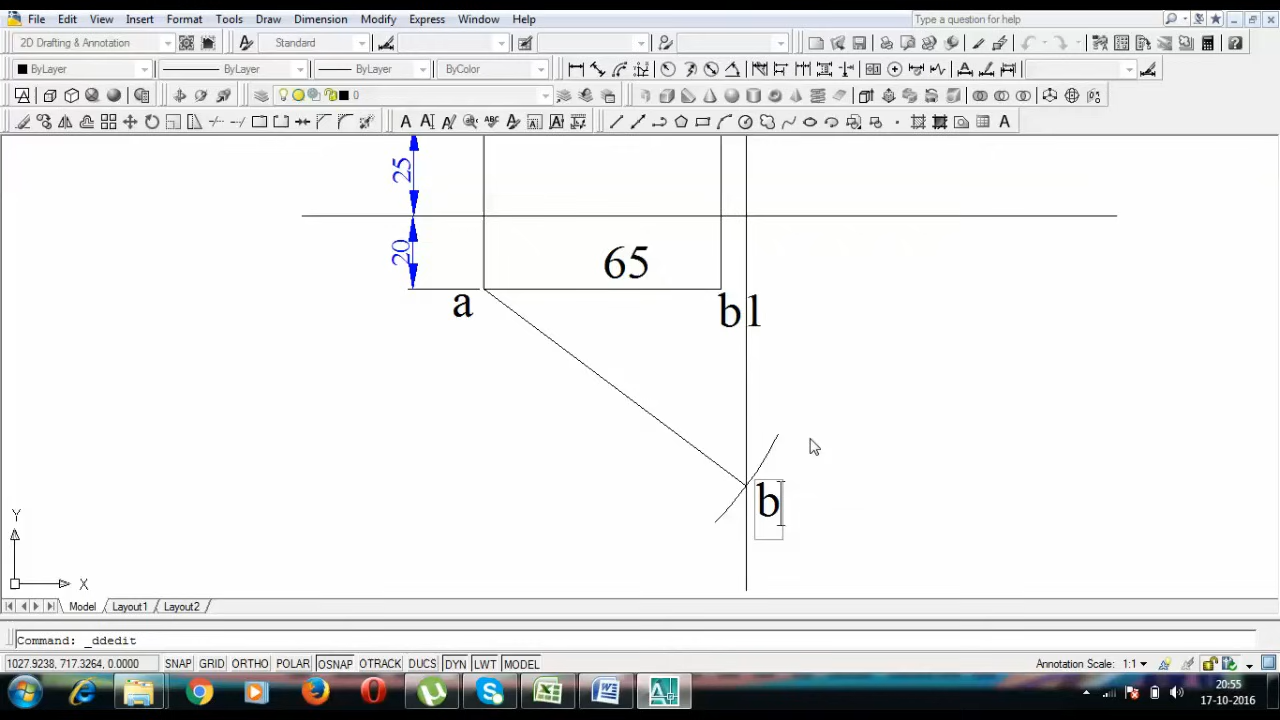 File Edit View Insert Format Tools Draw Dimension Modify Express Window Help Type a question for help
2D Drafting & Annotation Standard
ByLayer ByLayer ByLayer ByColor
0
25
20
65
a
b1
b
Y
X
Model Layout1 Layout2
Command: _ddedit
1027.9238, 717.3264, 0.0000 SNAP GRID ORTHO POLAR OSNAP OTRACK DUCS DYN LWT MODEL Annotation Scale: 1:1
20:55
17-10-2016